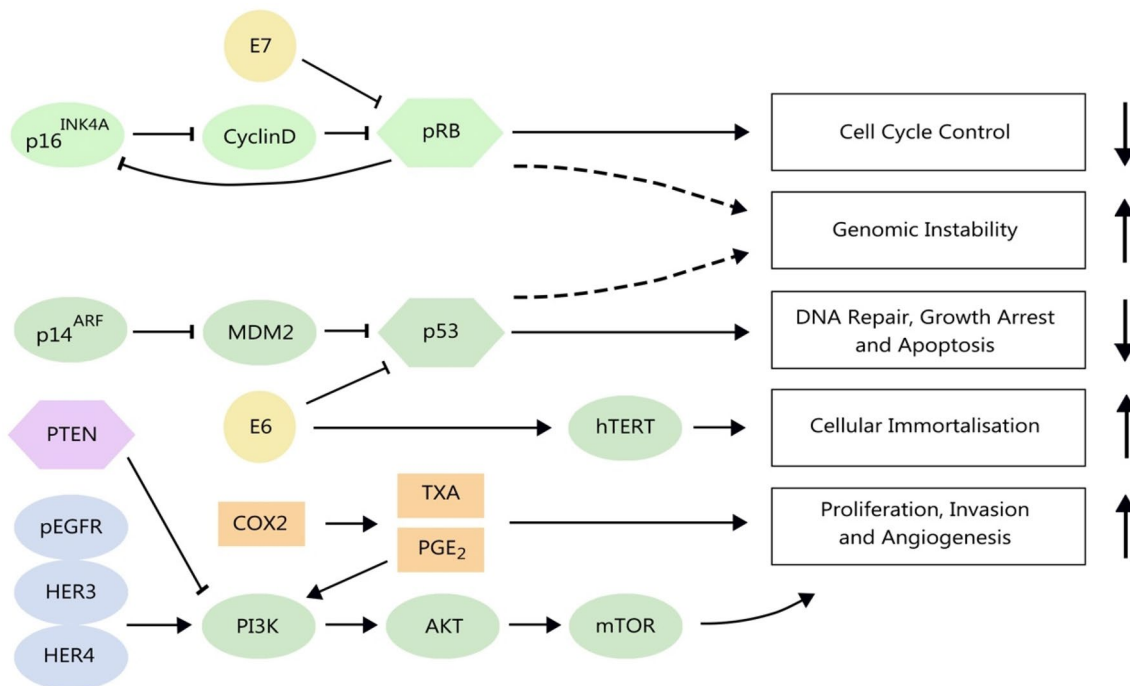 E7
p16INK4A
CyclinD
pRB
Cell Cycle Control
Genomic Instability
p14ARF
MDM2
p53
DNA Repair, Growth Arrest
and Apoptosis
PTEN
E6
hTERT
Cellular Immortalisation
pEGFR
COX2
TXA
PGE2
Proliferation, Invasion
and Angiogenesis
HER3
HER4
PI3K
AKT
mTOR